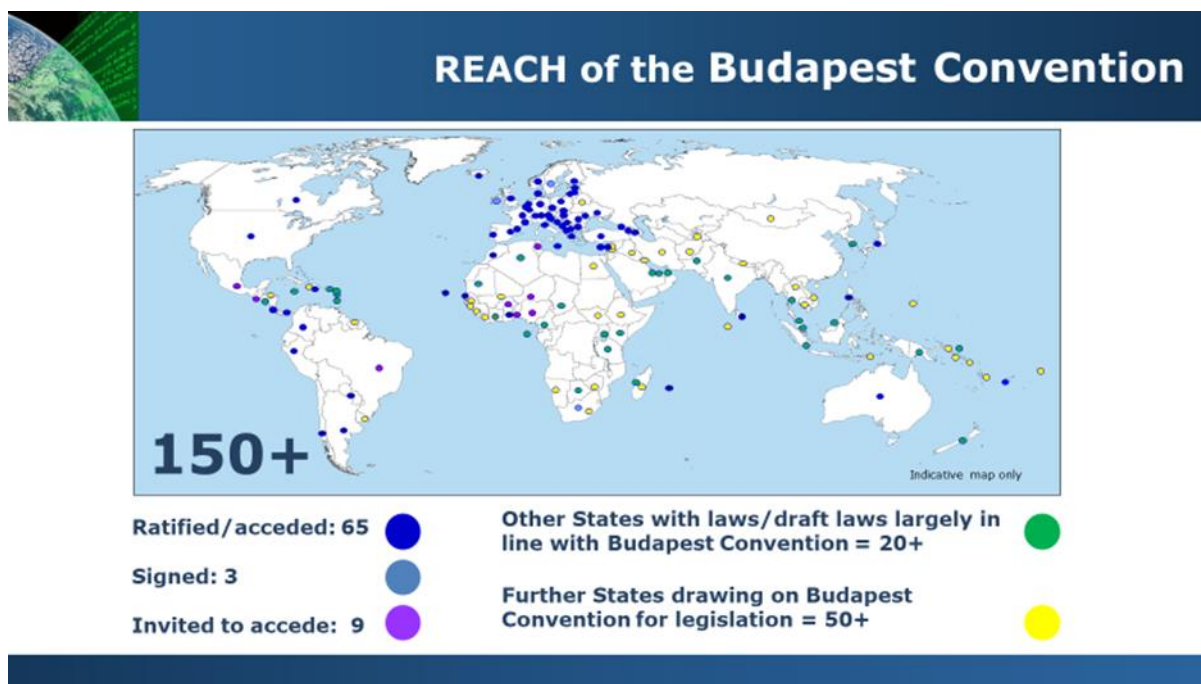 REACH of the Budapest Convention
150+
Indicative map only
Ratified/acceded: 65
Signed: 3
Invited to accede: 9
Other States with laws/draft laws largely in
line with Budapest Convention = 20+
Further States drawing on Budapest
Convention for legislation = 50+